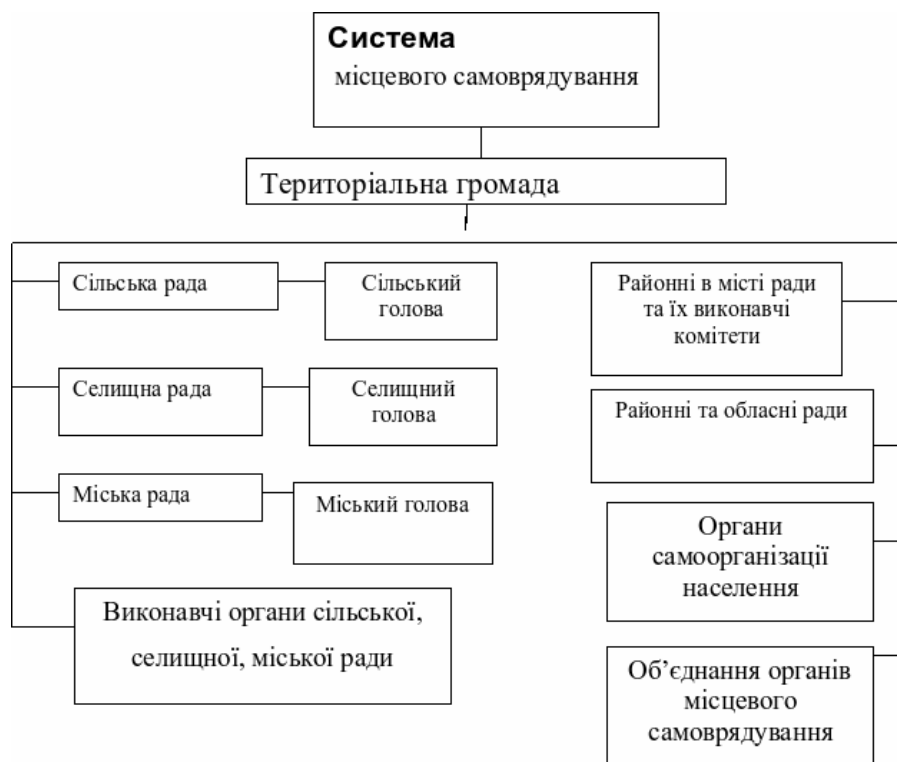 Система
місцевого самоврядування
Територіальна громада
Сільська рада
Сільський
голова
Селищна рада
Селищний
голова
Міська рада
Міський голова
Виконавчі органи сільської,
селищної, міської ради
Районні в місті ради
та їх виконавчі
комітети
Районні та обласні ради
Органи
самоорганізації
населення
Об’єднання органів
місцевого
самоврядування